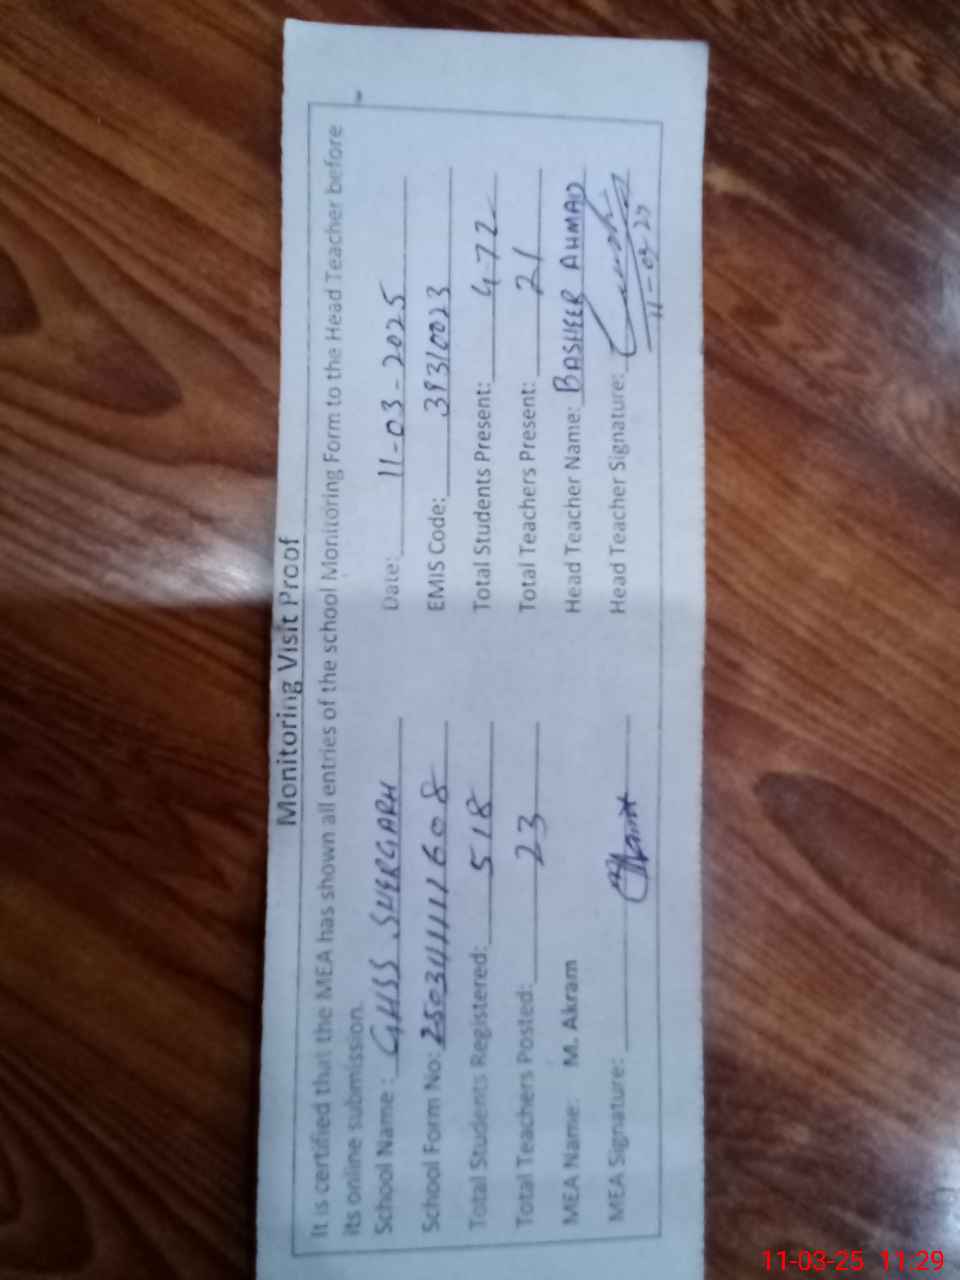 Monitoring Visit Proof
It is certified that the MEA has shown all entries of the school Monitoring Form to the Head Teacher before
its online submission.
School Name: GHSS SHERGARH Date: 11-03-2025
School Form No: 25034111608 EMIS Code: 39310023
Total Students Registered: 518 Total Students Present: 472
Total Teachers Posted: 23 Total Teachers Present: 21
MEA Name: M. Akram Head Teacher Name: BASHEER AHMAD
MEA Signature: Head Teacher Signature:
11-03-25 11:29